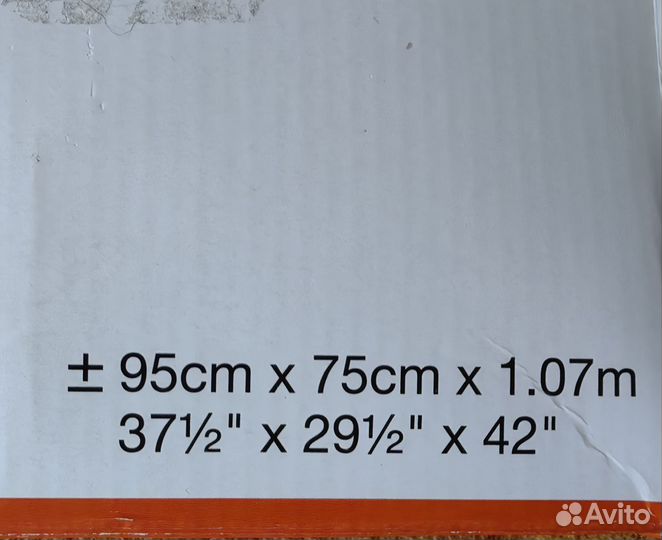 ± 95cm x 75cm x 1.07m
37½" x 29½" x 42"
Avito